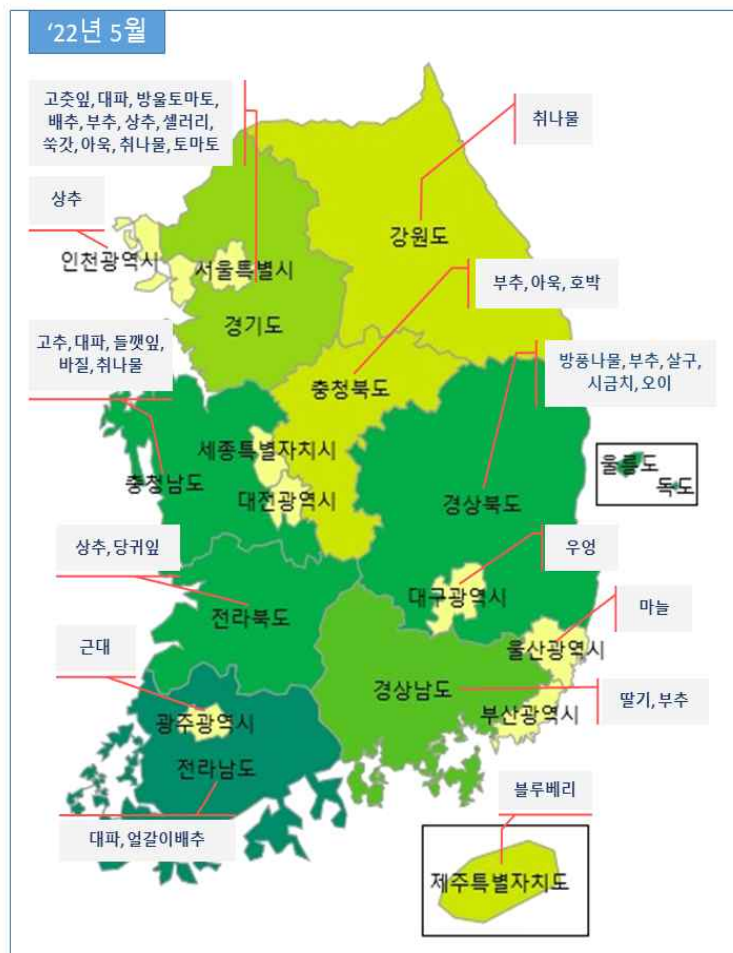 ‘22년 5월
고춧잎, 대파, 방울토마토,
배추, 부추, 상추, 셀러리,
쑥갓, 아욱, 취나물, 토마토
취나물
상추
강원도
인천광역시
서울특별시
부추, 아욱, 호박
경기도
고추, 대파, 들깻잎,
바질, 취나물
방풍나물, 부추, 살구,
시금치, 오이
충청북도
세종특별자치시
울릉도
독도
충청남도
대전광역시
경상북도
상추, 당귀잎
우엉
대구광역시
마늘
전라북도
근대
울산광역시
경상남도
딸기, 부추
부산광역시
광주광역시
전라남도
블루베리
대파, 얼갈이배추
제주특별자치도